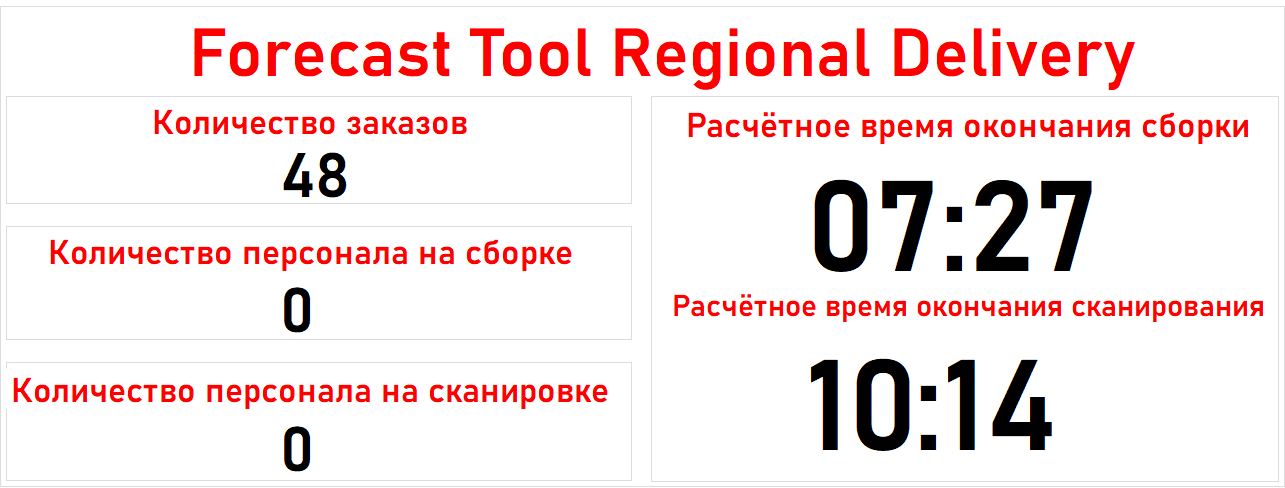 Forecast Tool Regional Delivery
Количество заказов
48
Количество персонала на сборке
0
Количество персонала на сканировке
0
Расчётное время окончания сборки
07:27
Расчётное время окончания сканирования
10:14